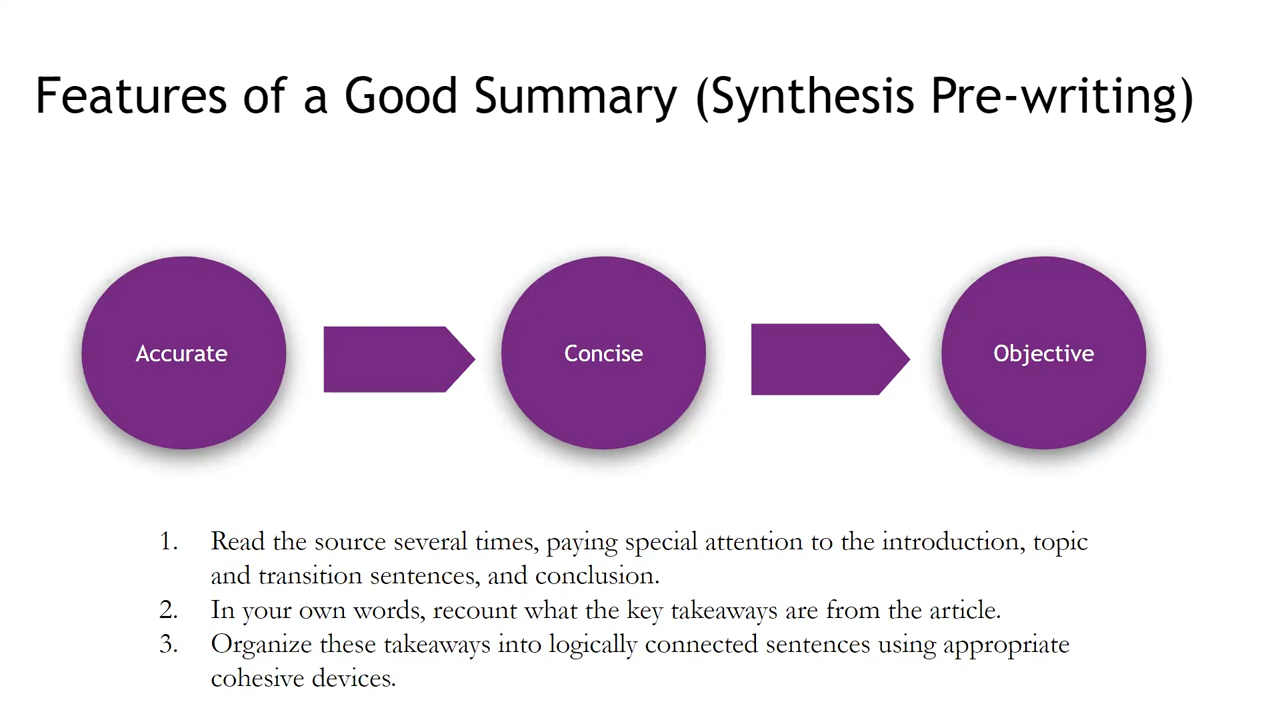 Features of a Good Summary (Synthesis Pre-writing)
Accurate
Concise
Objective
1. Read the source several times, paying special attention to the introduction, topic
and transition sentences, and conclusion.
2. In your own words, recount what the key takeaways are from the article.
3. Organize these takeaways into logically connected sentences using appropriate
cohesive devices.